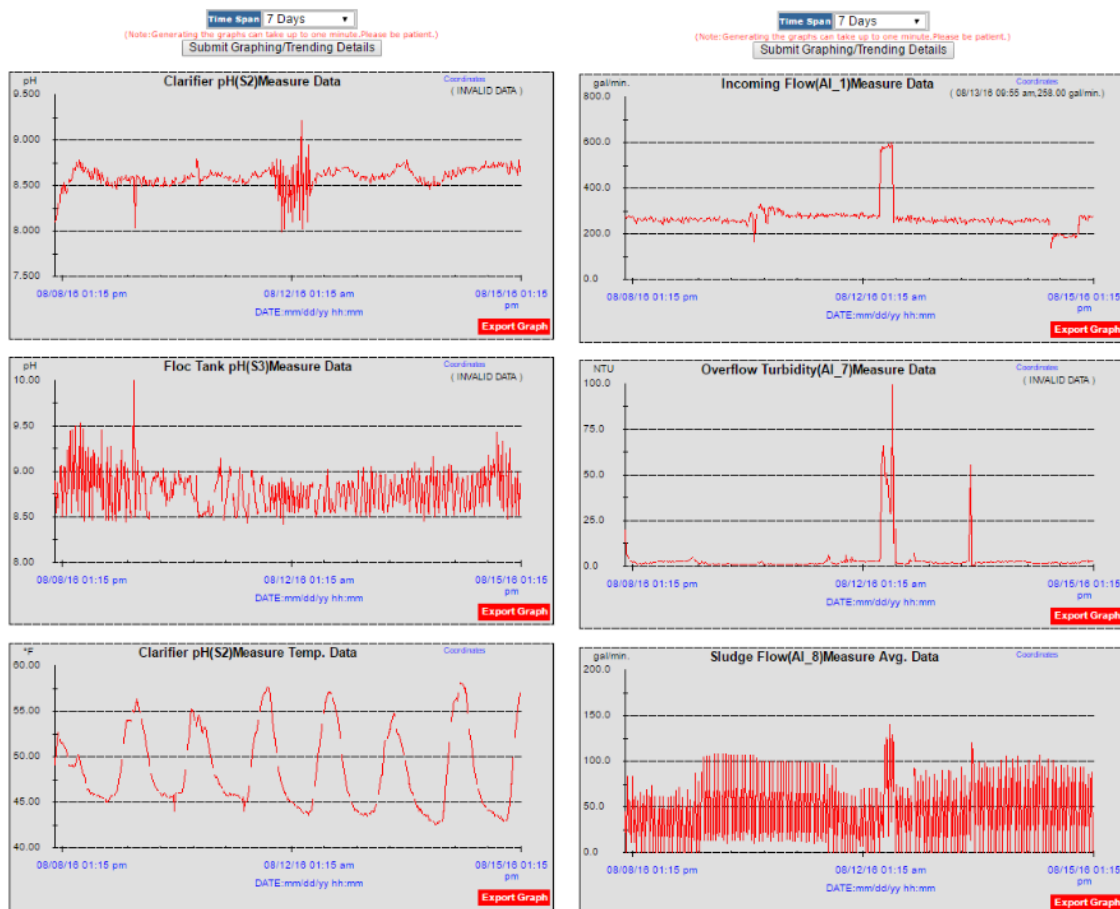 Time Span 7 Days
(Note:Generating the graphs can take up to one minute.Please be patient.)
Submit Graphing/Trending Details
pH
Clarifier pH(S2)Measure Data
Coordinates
( INVALID DATA )
9.500
9.000
8.500
8.000
7.500
08/08/16 01:15 pm
08/12/16 01:15 am
08/15/16 01:15
pm
DATE:mm/dd/yy hh:mm
Export Graph
pH
Floc Tank pH(S3)Measure Data
Coordinates
( INVALID DATA )
10.00
9.50
9.00
8.50
8.00
08/08/16 01:15 pm
08/12/16 01:15 am
08/15/16 01:15
pm
DATE:mm/dd/yy hh:mm
Export Graph
°F
Clarifier pH(S2)Measure Temp. Data
Coordinates
60.00
55.00
50.00
45.00
40.00
08/08/16 01:15 pm
08/12/16 01:15 am
08/15/16 01:15
pm
DATE:mm/dd/yy hh:mm
Export Graph
Time Span 7 Days
(Note:Generating the graphs can take up to one minute.Please be patient.)
Submit Graphing/Trending Details
gal/min.
Incoming Flow(AI_1)Measure Data
Coordinates
( 08/13/16 09:55 am,258.00 gal/min.)
800.0
600.0
400.0
200.0
0.0
08/08/16 01:15 pm
08/12/16 01:15 am
08/15/16 01:15
pm
DATE:mm/dd/yy hh:mm
Export Graph
NTU
Overflow Turbidity(AI_7)Measure Data
Coordinates
( INVALID DATA )
100.0
75.0
50.0
25.0
0.0
08/08/16 01:15 pm
08/12/16 01:15 am
08/15/16 01:15
pm
DATE:mm/dd/yy hh:mm
Export Graph
gal/min.
Sludge Flow(AI_8)Measure Avg. Data
Coordinates
200.0
150.0
100.0
50.0
0.0
08/08/16 01:15 pm
08/12/16 01:15 am
08/15/16 01:15
pm
DATE:mm/dd/yy hh:mm
Export Graph